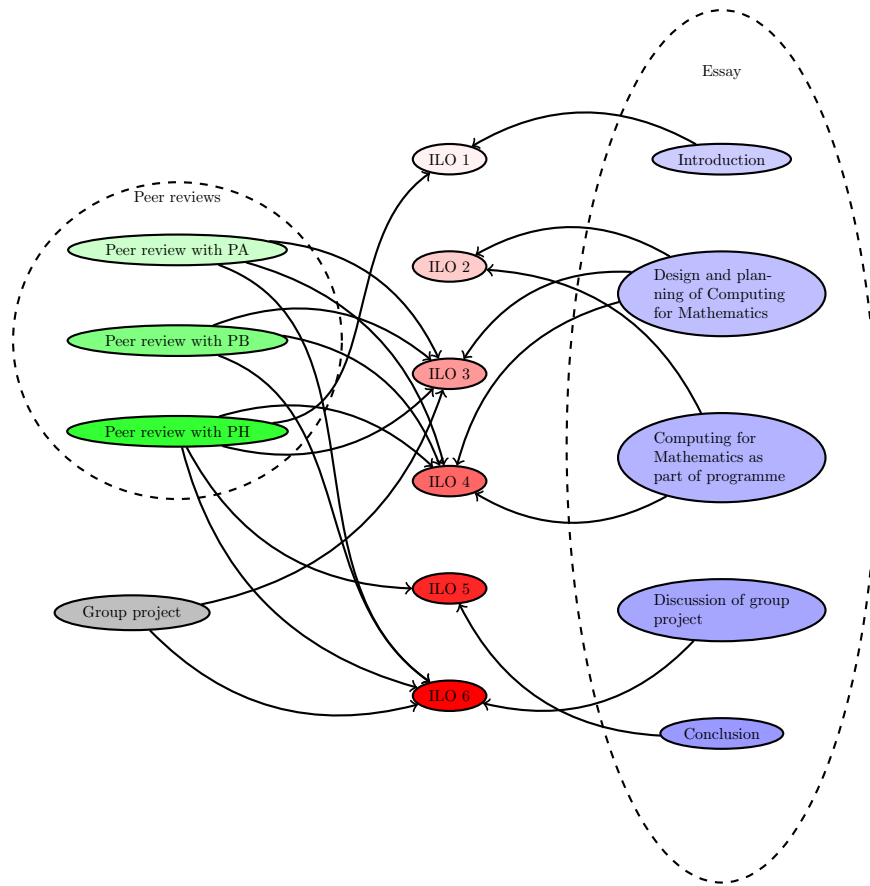 Essay
ILO 1
Introduction
Peer reviews
Peer review with PA
ILO 2
Design and plan-
ning of Computing
for Mathematics
Peer review with PB
ILO 3
Peer review with PH
Computing for
Mathematics as
part of programme
ILO 4
ILO 5
Group project
Discussion of group
project
ILO 6
Conclusion